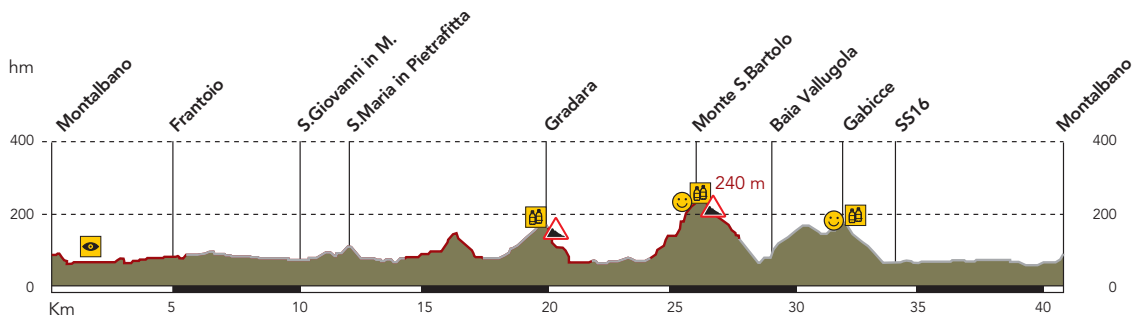 hm
Montalbano
Frantoio
S.Giovanni in M.
S.Maria in Pietrafitta
Gradara
Monte S.Bartolo
Baia Vallugola
Gabicce
SS16
Montalbano
400
400
240 m
200
200
0
0
Km
5
10
15
20
25
30
35
40